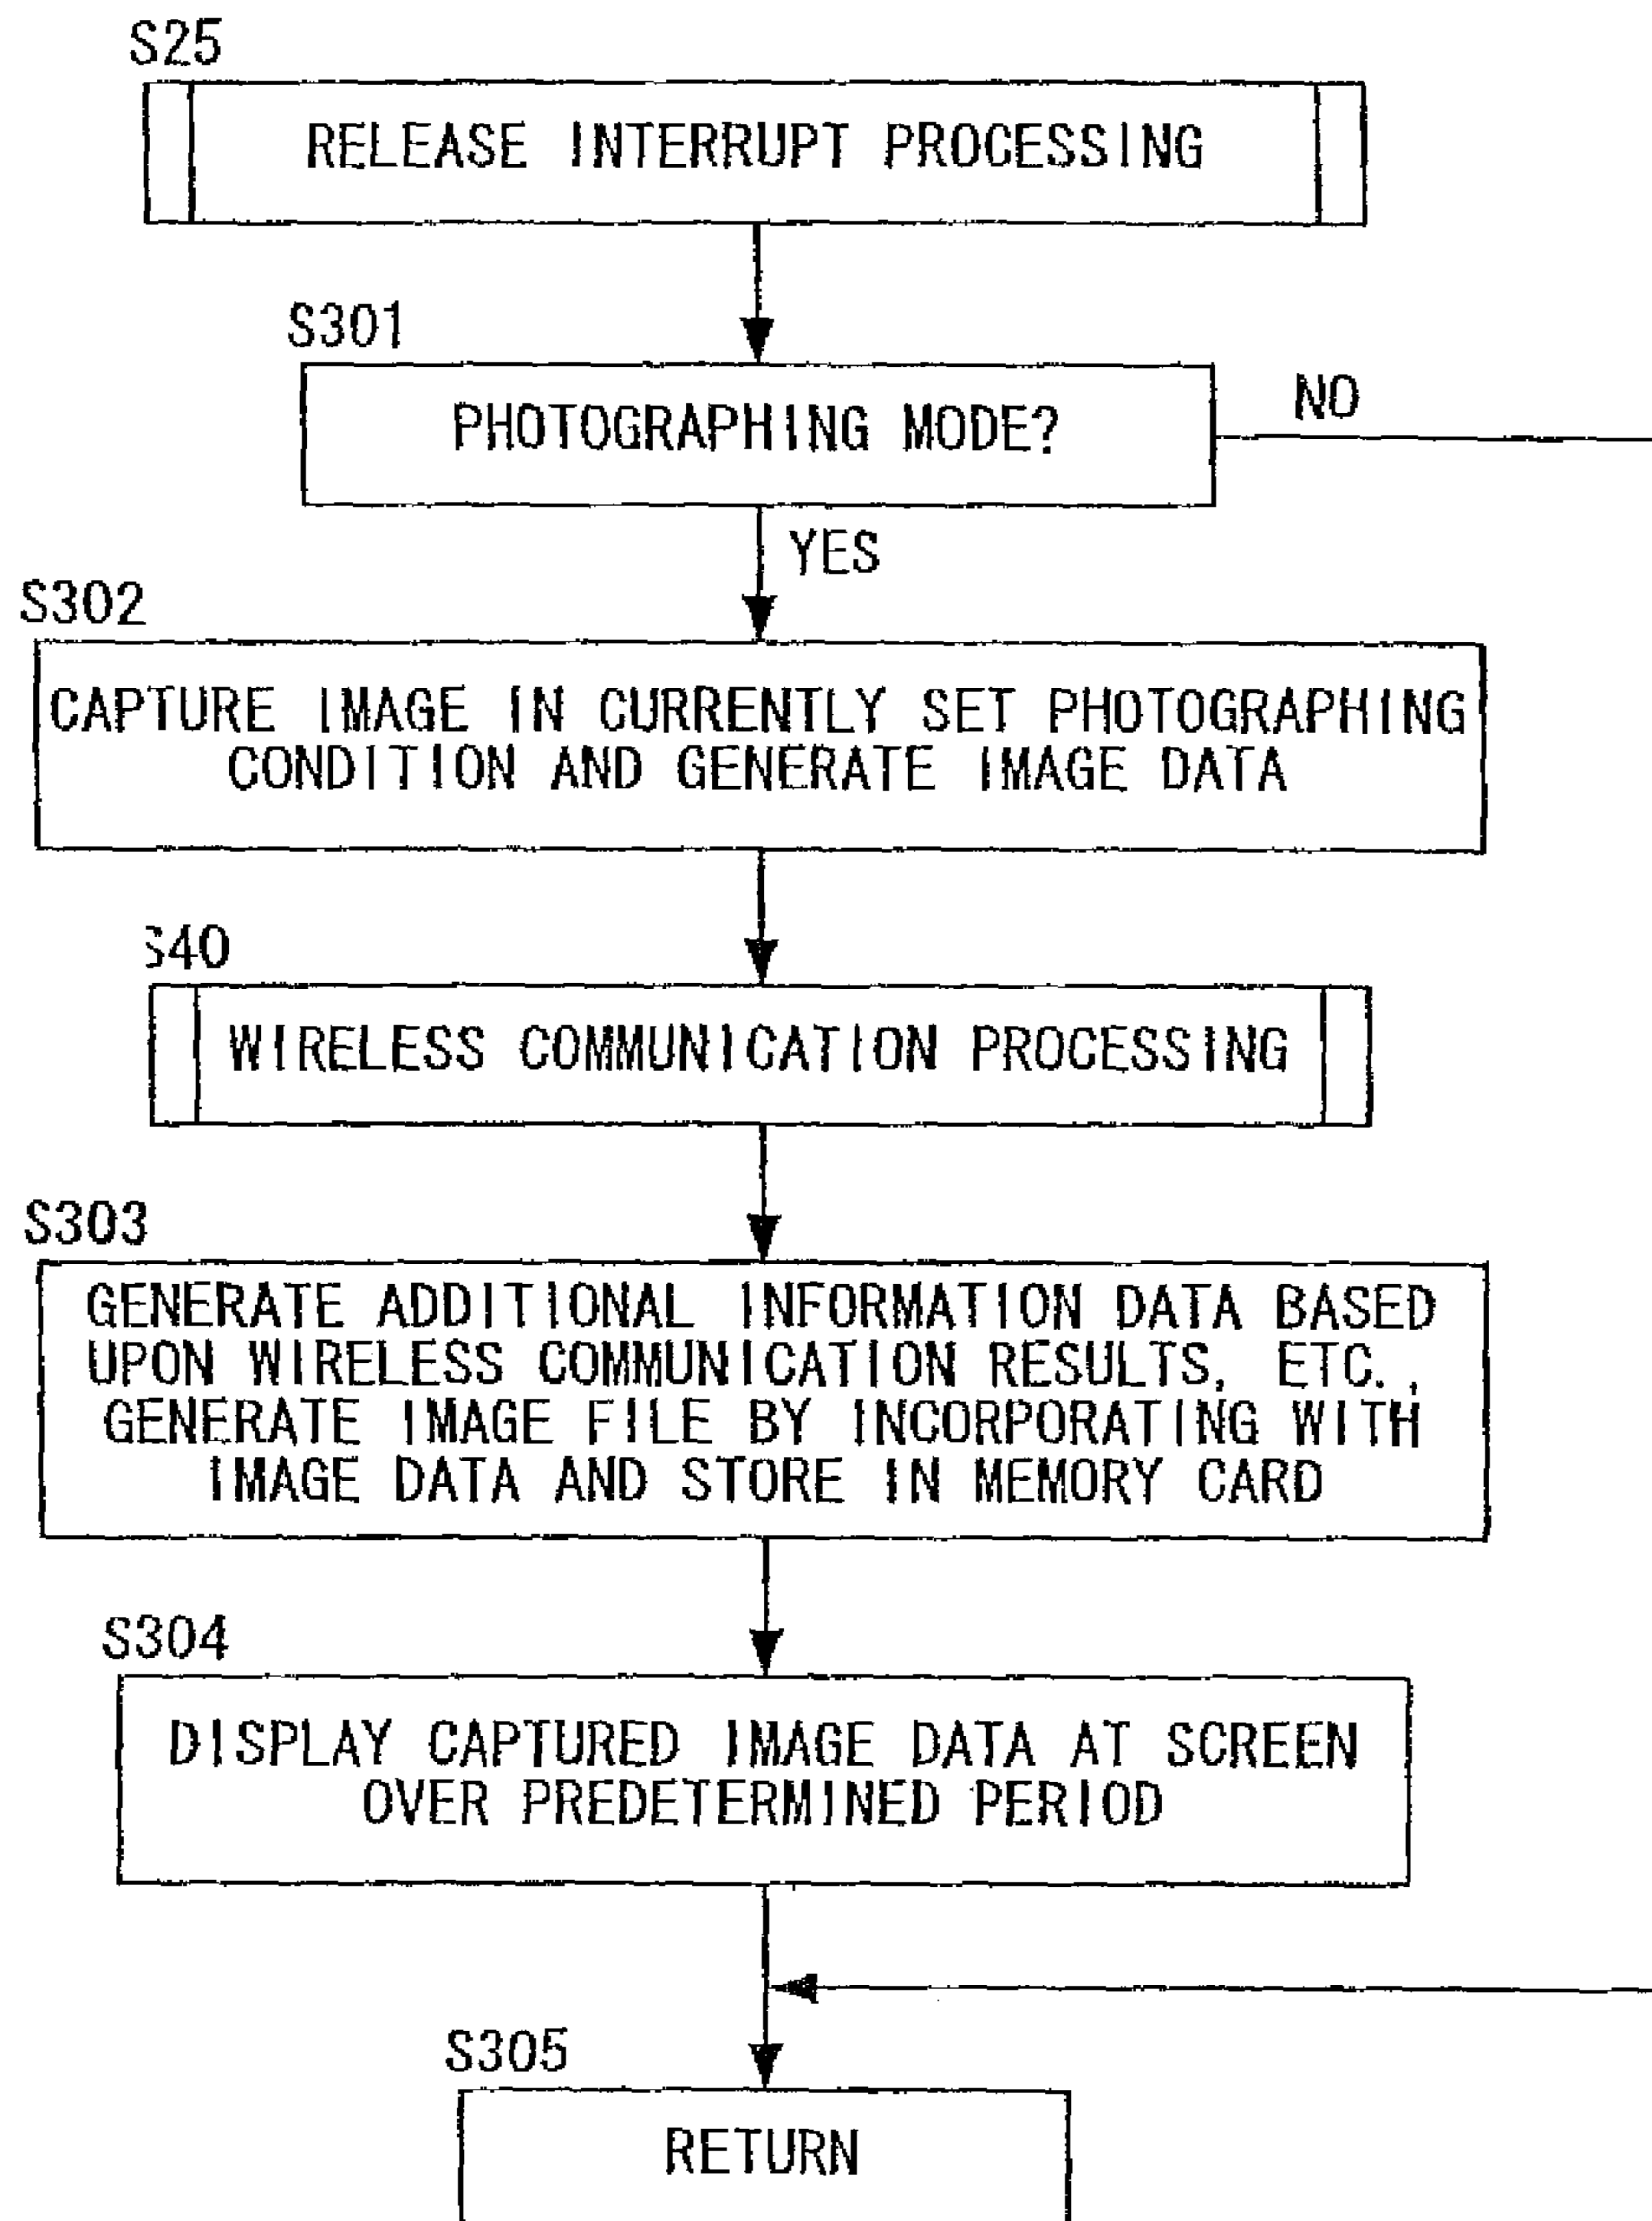 S25
RELEASE INTERRUPT PROCESSING
S301
PHOTOGRAPHING MODE?
NO
YES
S302
CAPTURE IMAGE IN CURRENTLY SET PHOTOGRAPHING
CONDITION AND GENERATE IMAGE DATA
S40
WIRELESS COMMUNICATION PROCESSING
S303
GENERATE ADDITIONAL INFORMATION DATA BASED
UPON WIRELESS COMMUNICATION RESULTS, ETC.,
GENERATE IMAGE FILE BY INCORPORATING WITH
IMAGE DATA AND STORE IN MEMORY CARD
S304
DISPLAY CAPTURED IMAGE DATA AT SCREEN
OVER PREDETERMINED PERIOD
S305
RETURN